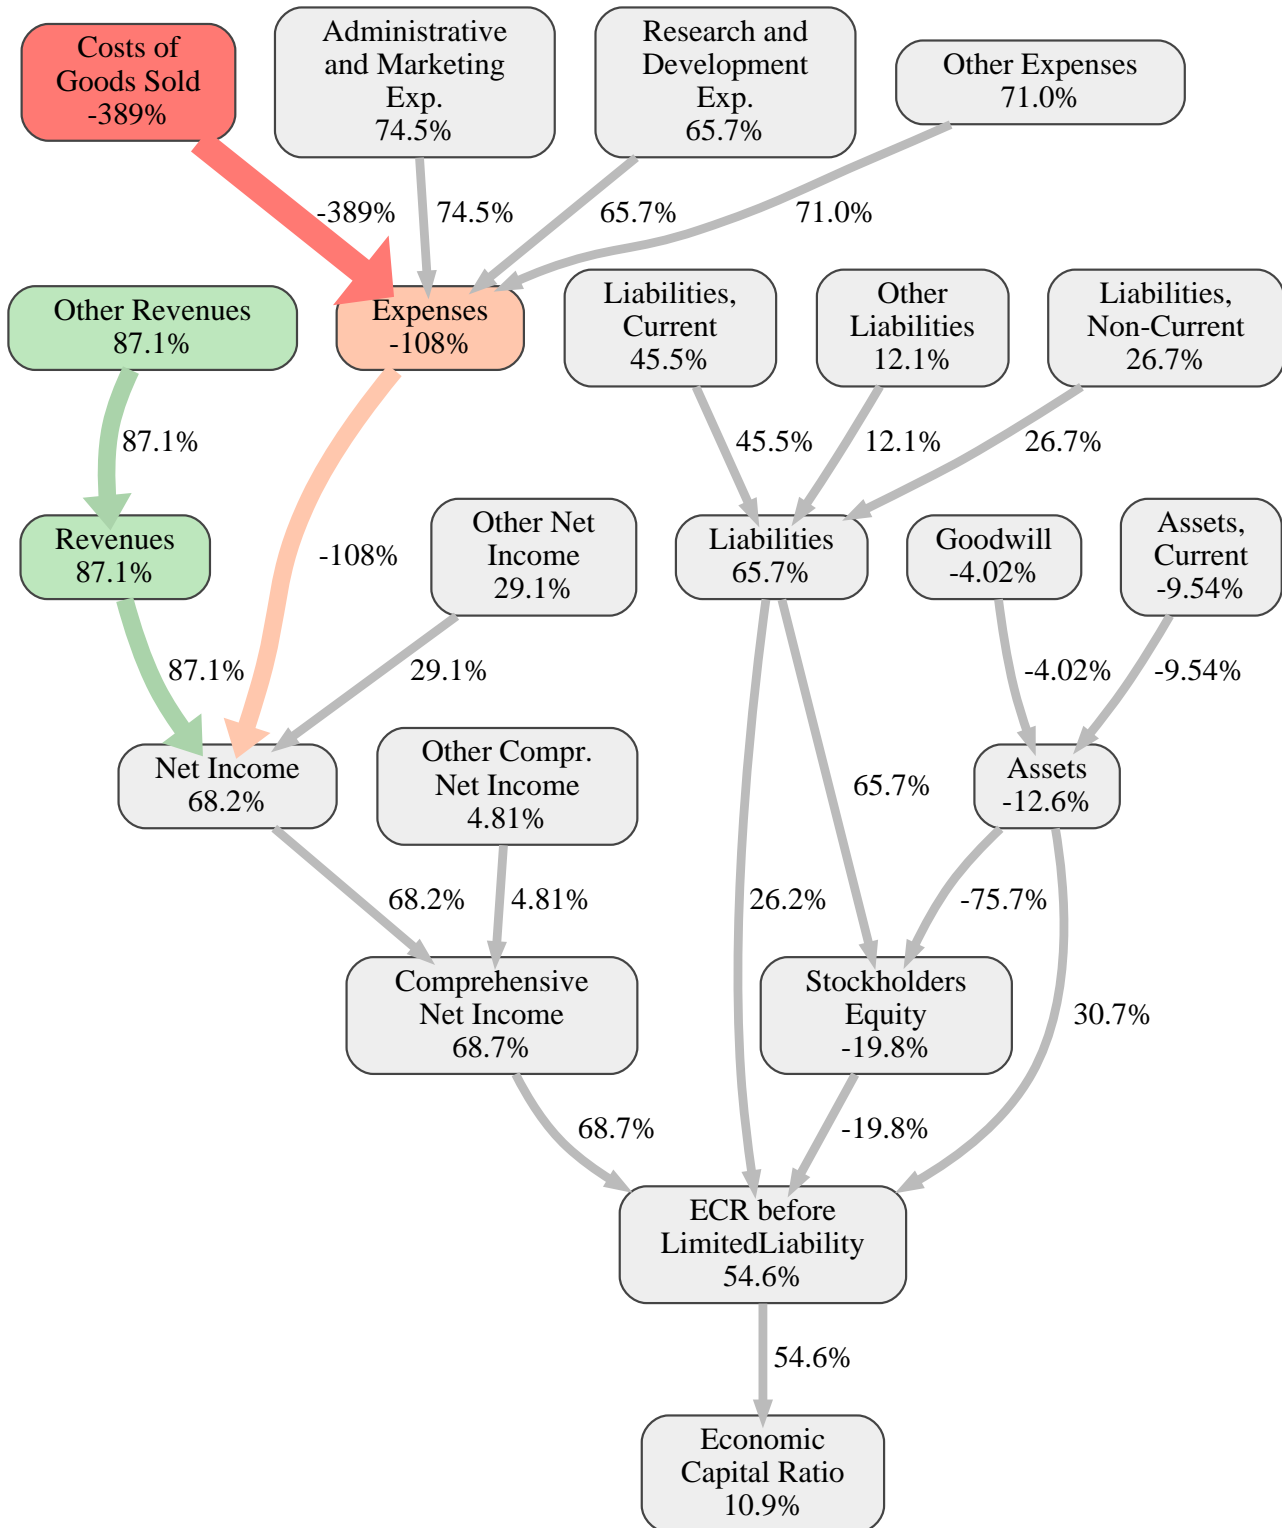 Costs of
Goods Sold
-389%
Administrative
and Marketing
Exp.
74.5%
Research and
Development
Exp.
65.7%
Other Expenses
71.0%
-389%
74.5%
65.7%
71.0%
Other Revenues
87.1%
Expenses
-108%
Liabilities,
Current
45.5%
Other
Liabilities
12.1%
Liabilities,
Non-Current
26.7%
87.1%
45.5%
12.1%
26.7%
Revenues
87.1%
-108%
Other Net
Income
29.1%
Liabilities
65.7%
Goodwill
-4.02%
Assets,
Current
-9.54%
87.1%
29.1%
-4.02%
-9.54%
Net Income
68.2%
Other Compr.
Net Income
4.81%
65.7%
Assets
-12.6%
68.2%
4.81%
26.2%
-75.7%
Comprehensive
Net Income
68.7%
Stockholders
Equity
-19.8%
30.7%
68.7%
-19.8%
ECR before
LimitedLiability
54.6%
54.6%
Economic
Capital Ratio
10.9%